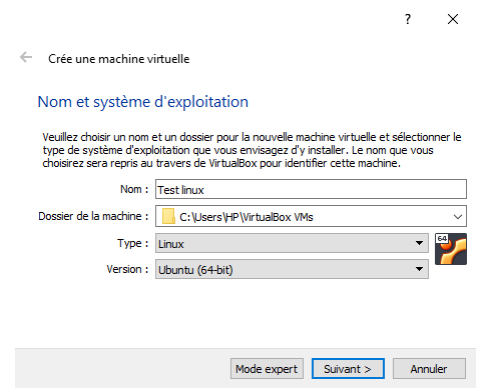 ?
Crée une machine virtuelle
Nom et système d'exploitation
Veuillez choisir un nom et un dossier pour la nouvelle machine virtuelle et sélectionner le
type de système d'exploitation que vous envisagez d'y installer. Le nom que vous
choisirez sera repris au travers de VirtualBox pour identifier cette machine.
Nom : Test linux
Dossier de la machine : C:\Users\HP\VirtualBox VMs
Type : Linux
64
Version : Ubuntu (64-bit)
Mode expert Suivant > Annuler